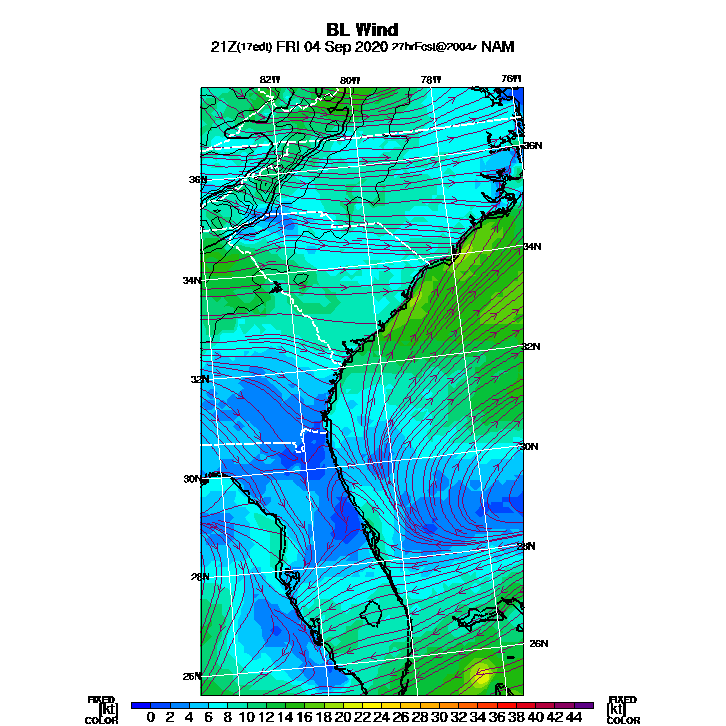 BL Wind
21Z(17edt) FRI 04 Sep 2020 27hrFcst@2004z NAM
82W 80W 78W 76W
36N
36N
34N
34N
32N
32N
30N
30N
28N
28N
26N
26N
FIXED FIXED
[kt] 0 2 4 6 8 10 12 14 16 18 20 22 24 26 28 30 32 34 36 38 40 42 44 [kt]
COLOR COLOR